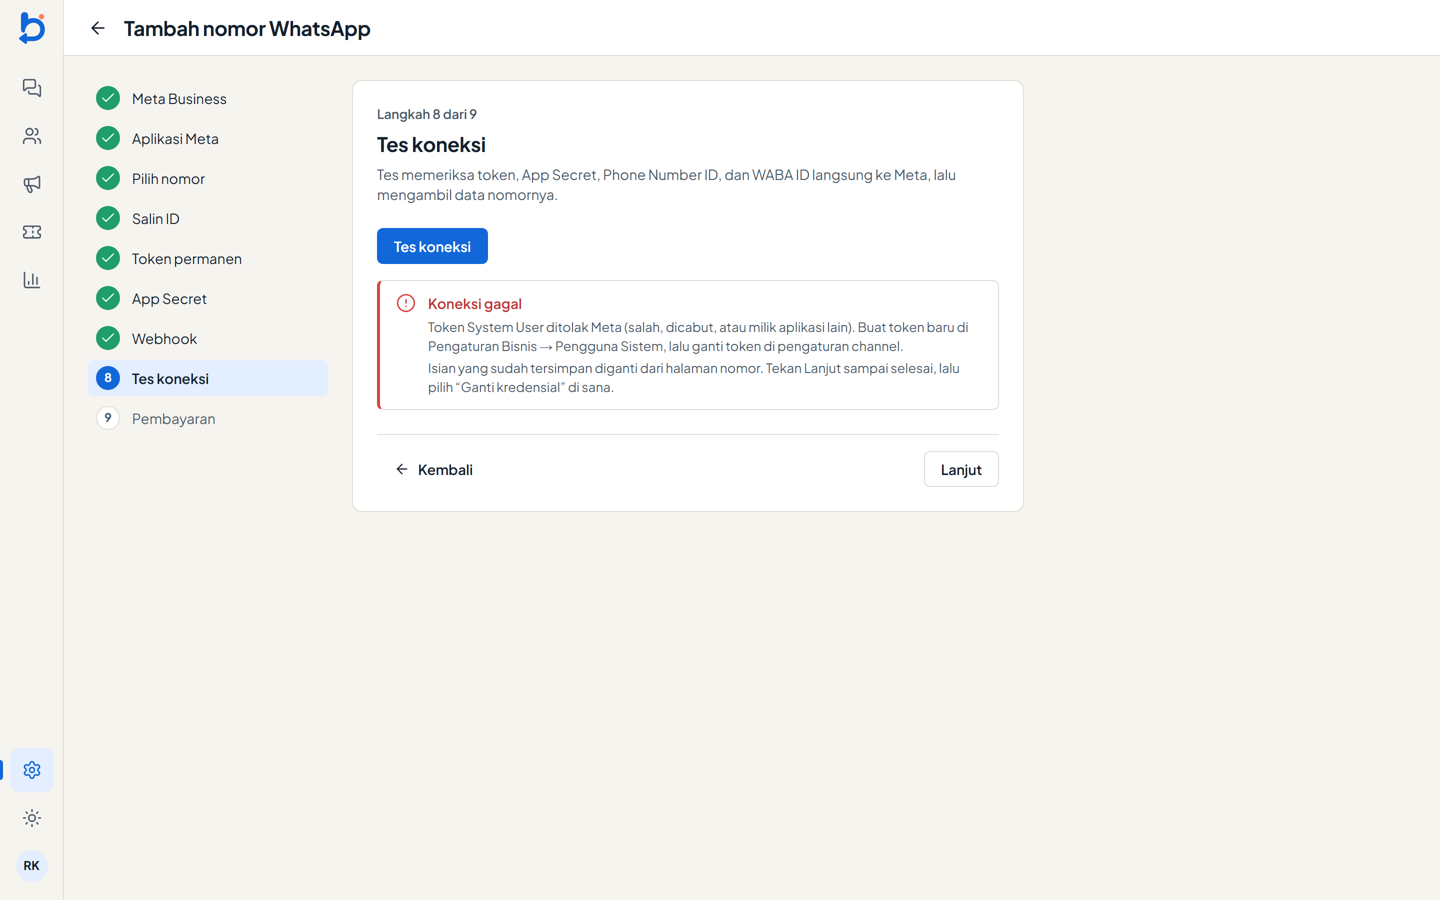 Tambah nomor WhatsApp
Meta Business
Aplikasi Meta
Pilih nomor
Salin ID
Token permanen
App Secret
Webhook
8 Tes koneksi
9 Pembayaran
Langkah 8 dari 9
Tes koneksi
Tes memeriksa token, App Secret, Phone Number ID, dan WABA ID langsung ke Meta, lalu
mengambil data nomornya.
Tes koneksi
Koneksi gagal
Token System User ditolak Meta (salah, dicabut, atau milik aplikasi lain). Buat token baru di
Pengaturan Bisnis → Pengguna Sistem, lalu ganti token di pengaturan channel.
Isian yang sudah tersimpan diganti dari halaman nomor. Tekan Lanjut sampai selesai, lalu
pilih “Ganti kredensial” di sana.
Kembali
Lanjut
RK